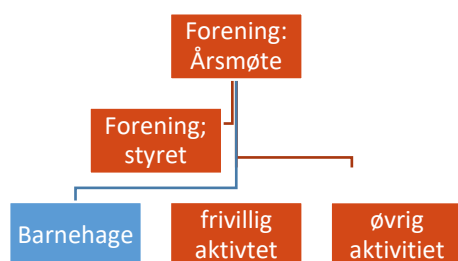 Forening:
Årsmøte
Forening;
styret
Barnehage
frivillig
aktivtet
øvrig
aktivitiet